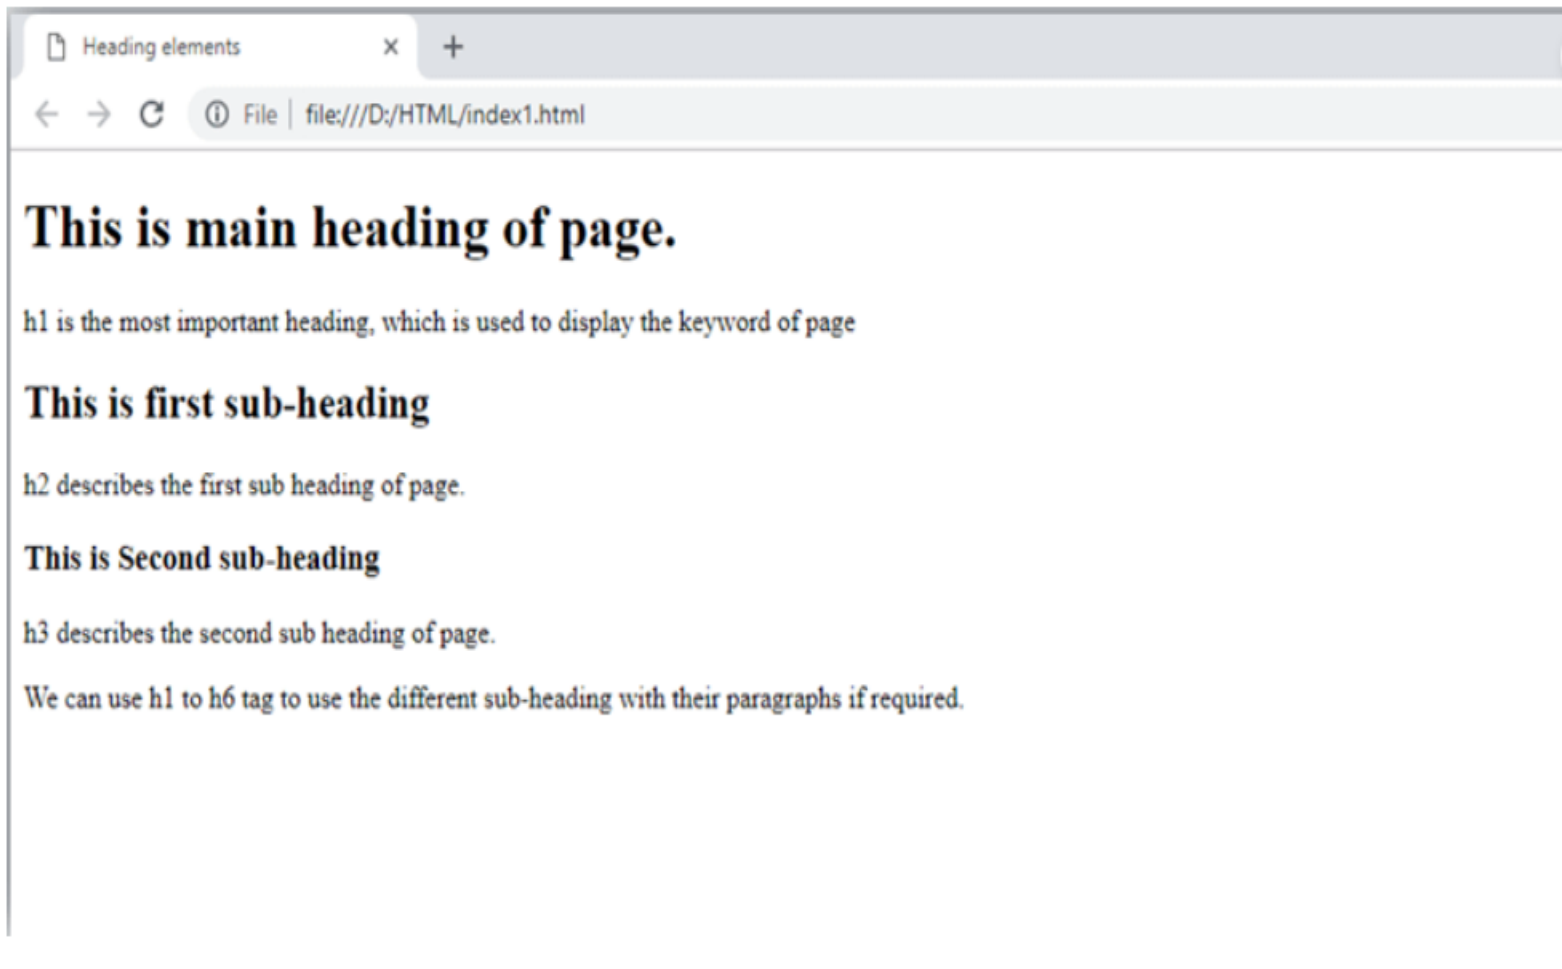 Heading elements
File file:///D:/HTML/index1.html
This is main heading of page.
h1 is the most important heading, which is used to display the keyword of page
This is first sub-heading
h2 describes the first sub heading of page.
This is Second sub-heading
h3 describes the second sub heading of page.
We can use h1 to h6 tag to use the different sub-heading with their paragraphs if required.